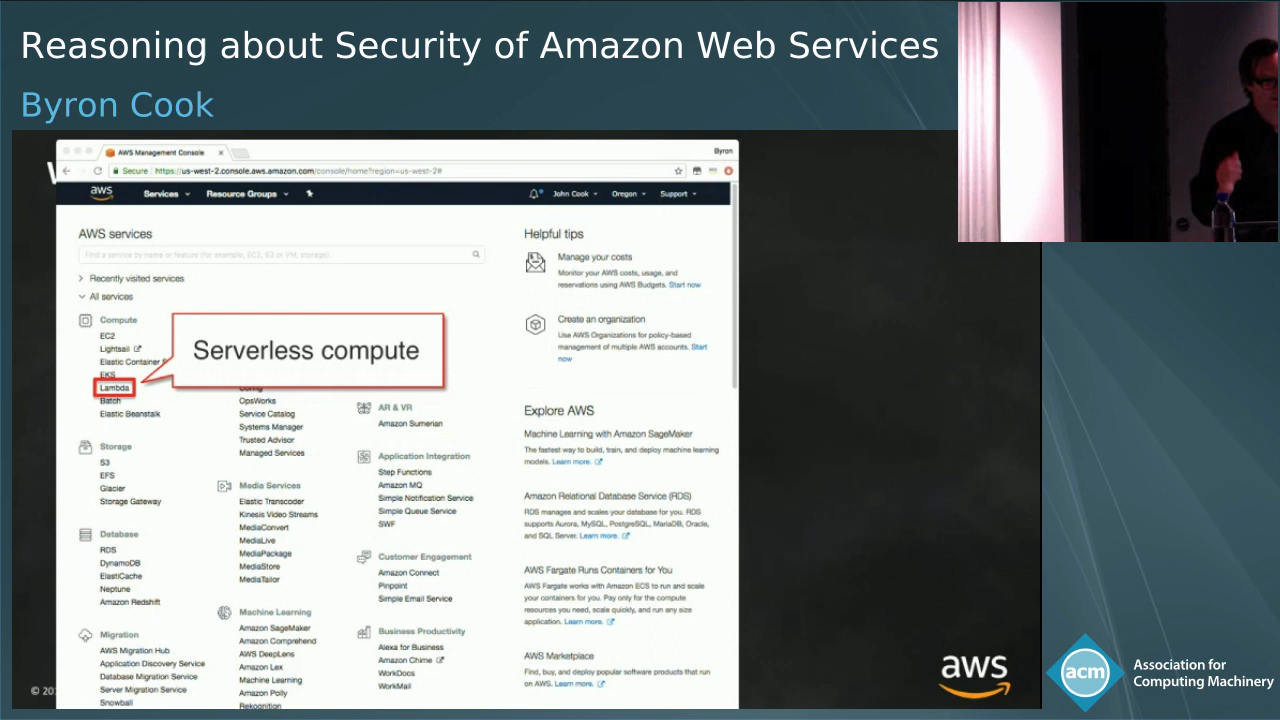 Reasoning about Security of Amazon Web Services
Byron Cook
AWS Management Console
Byron
Secure
https://us-west-2.console.aws.amazon.com/console/home?region=us-west-2#
aws
Services
Resource Groups
John Cook
Oregon
Support
AWS services
Find a service by name or feature (for example, EC2, S3 or VM, storage).
Recently visited services
All services
Serverless compute
Compute
EC2
Lightsail
Elastic Container
EKS
Lambda
Batch
Elastic Beanstalk
Storage
S3
EFS
Glacier
Storage Gateway
Database
RDS
DynamoDB
ElastiCache
Neptune
Amazon Redshift
Migration
AWS Migration Hub
Application Discovery Service
Database Migration Service
Server Migration Service
Snowball
Config
OpsWorks
Service Catalog
Systems Manager
Trusted Advisor
Managed Services
Media Services
Elastic Transcoder
Kinesis Video Streams
MediaConvert
MediaLive
MediaPackage
MediaStore
MediaTailor
Machine Learning
Amazon SageMaker
Amazon Comprehend
AWS DeepLens
Amazon Lex
Machine Learning
Amazon Polly
Rekognition
AR & VR
Amazon Sumerian
Application Integration
Step Functions
Amazon MQ
Simple Notification Service
Simple Queue Service
SWF
Customer Engagement
Amazon Connect
Pinpoint
Simple Email Service
Business Productivity
Alexa for Business
Amazon Chime
WorkDocs
WorkMail
Helpful tips
Manage your costs
Monitor your AWS costs, usage, and
reservations using AWS Budgets. Start now
Create an organization
Use AWS Organizations for policy-based
management of multiple AWS accounts. Start
now
Explore AWS
Machine Learning with Amazon SageMaker
The fastest way to build, train, and deploy machine learning
models. Learn more.
Amazon Relational Database Service (RDS)
RDS manages and scales your database for you. RDS
supports Aurora, MySQL, PostgreSQL, MariaDB, Oracle,
and SQL Server. Learn more.
AWS Fargate Runs Containers for You
AWS Fargate works with Amazon ECS to run and scale
your containers for you. Pay only for the compute
resources you need, scale quickly, and run any size
application. Learn more.
AWS Marketplace
Find, buy, and deploy popular software products that run
on AWS. Learn more.
©
aws
acm
Association for
Computing Machinery